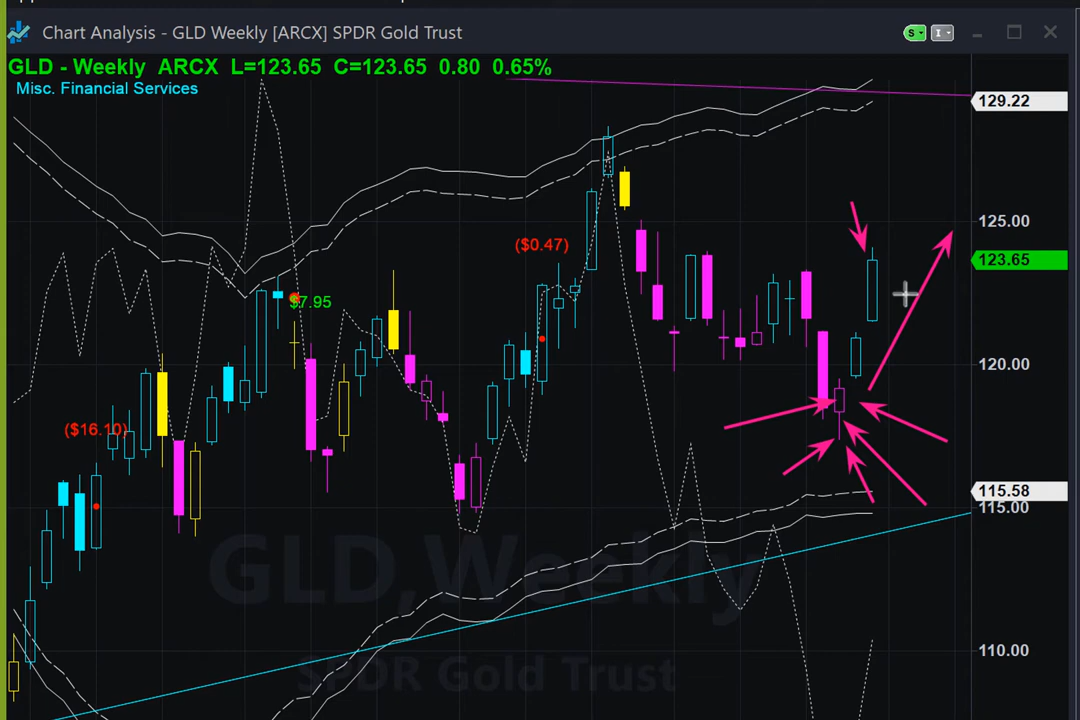 Chart Analysis - GLD Weekly [ARCX] SPDR Gold Trust
S
I
GLD - Weekly ARCX L=123.65 C=123.65 0.80 0.65%
Misc. Financial Services
129.22
125.00
($0.47)
123.65
$7.95
120.00
($16.10)
115.58
115.00
GLD,Weekly
110.00
SPDR Gold Trust